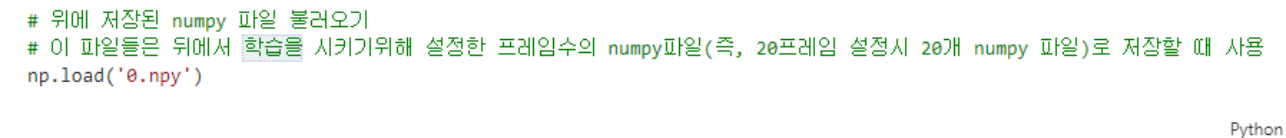 # 위에 저장된 numpy 파일 불러오기
# 이 파일들은 뒤에서 학습을 시키기위해 설정한 프레임수의 numpy파일(즉, 20프레임 설정시 20개 numpy 파일)로 저장할 때 사용
np.load('0.npy')
Python